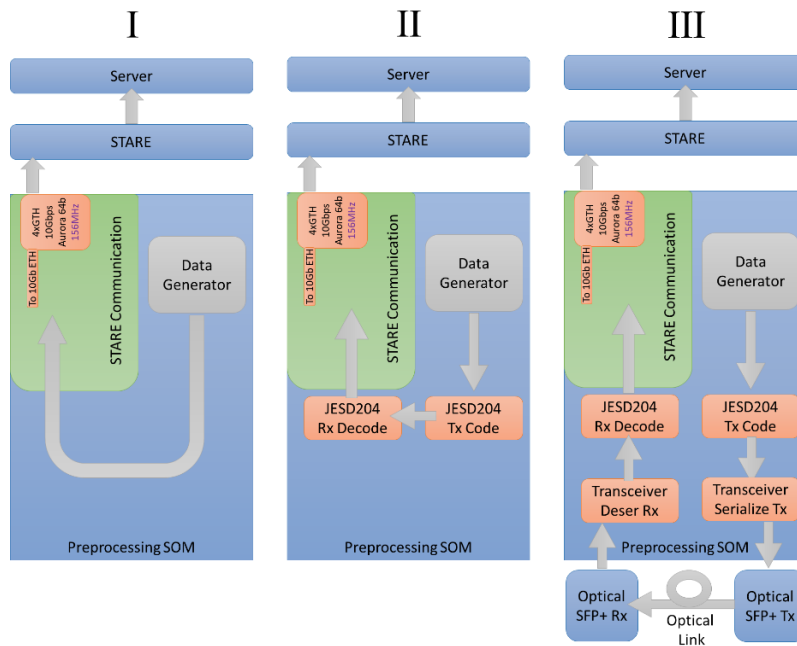 I
Server
STARE
4xGTH
10Gbps
Aurora 64b
156MHz
To 10Gb ETH
STARE Communication
Data
Generator
Preprocessing SOM
II
Server
STARE
4xGTH
10Gbps
Aurora 64b
156MHz
To 10Gb ETH
STARE Communication
Data
Generator
JESD204
Rx Decode
JESD204
Tx Code
Preprocessing SOM
III
Server
STARE
4xGTH
10Gbps
Aurora 64b
156MHz
To 10Gb ETH
STARE Communication
Data
Generator
JESD204
Rx Decode
JESD204
Tx Code
Transceiver
Deser Rx
Transceiver
Serialize Tx
Preprocessing SOM
Optical
SFP+ Rx
Optical
Link
Optical
SFP+ Tx